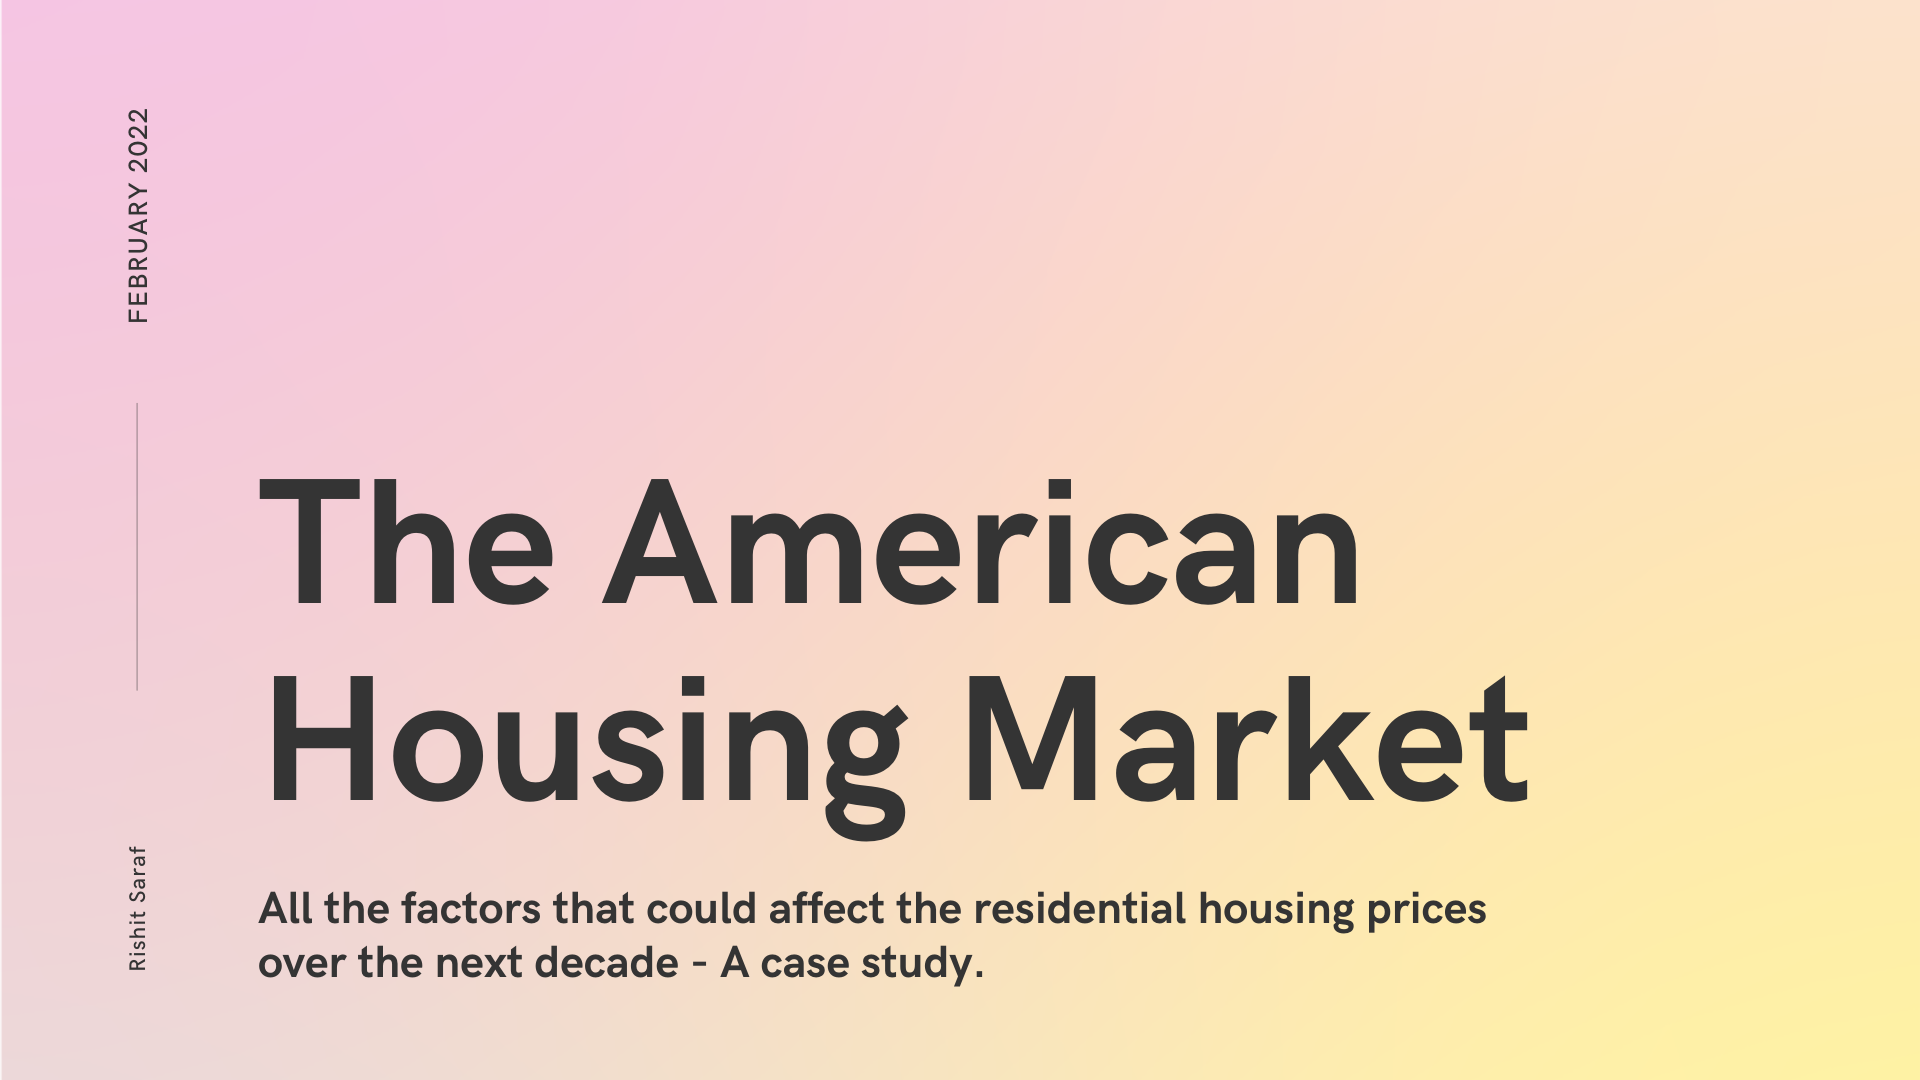 FEBRUARY 2022
The American
Housing Market
All the factors that could affect the residential housing prices
over the next decade - A case study.
Rishit Saraf